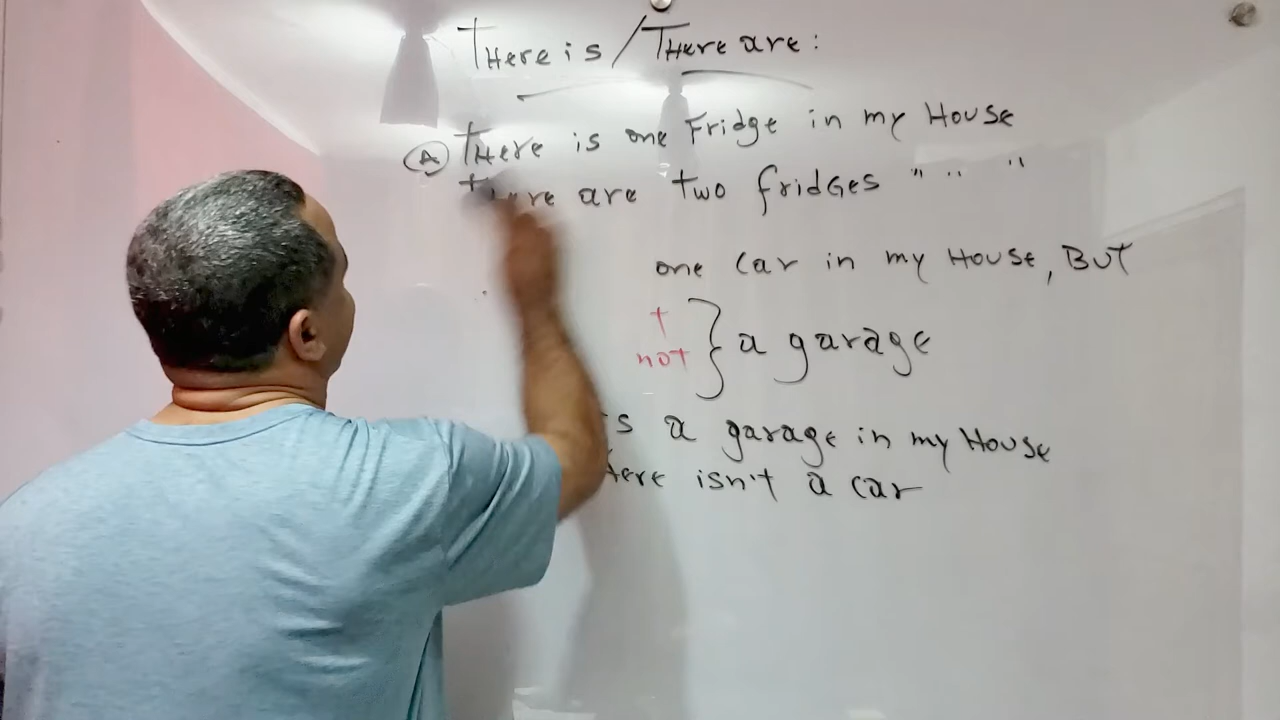 THere is / THere are:
A THere is one Fridge in my House
there are two fridGes " " "
one car in my House, BUT
t
not } a garage
s a garage in my House
Here isn't a car